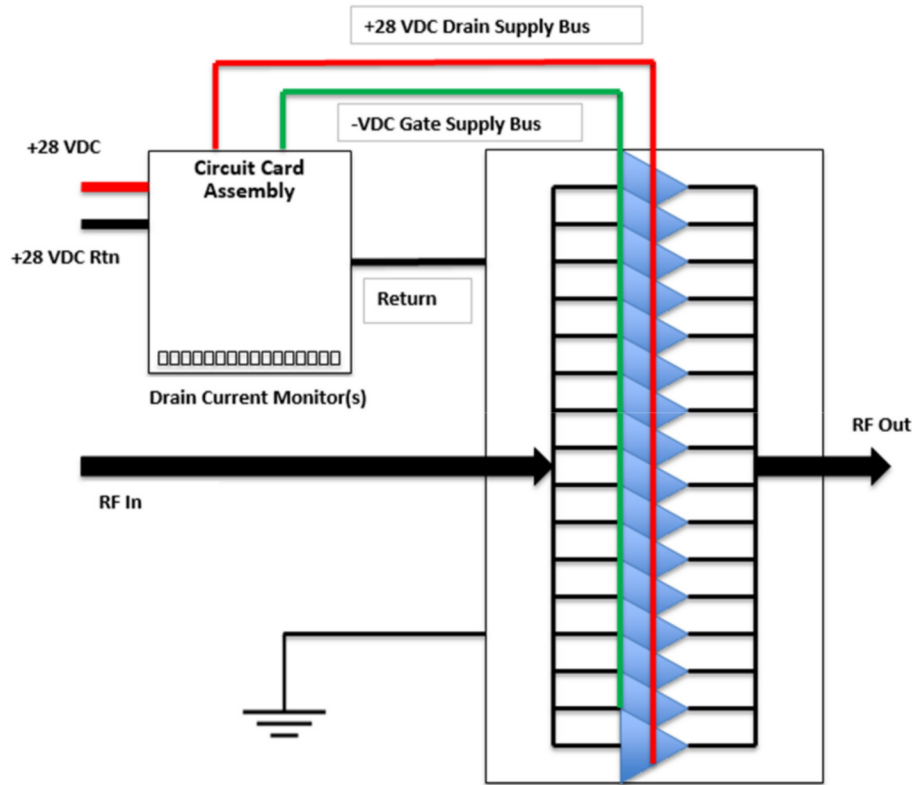 +28 VDC Drain Supply Bus
-VDC Gate Supply Bus
+28 VDC
Circuit Card
Assembly
+28 VDC Rtn
Return
Drain Current Monitor(s)
RF Out
RF In